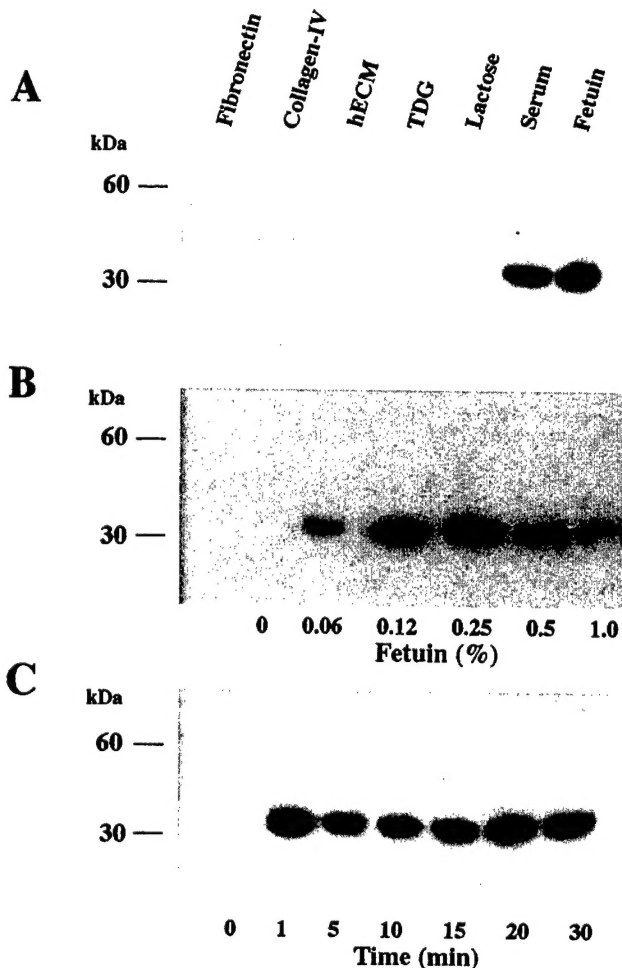 A
Fibronectin Collagen-IV hECM TDG Lactose Serum Fetuin
kDa
60
30
B
kDa
60
30
0 0.06 0.12 0.25 0.5 1.0
Fetuin (%)
C
kDa
60
30
0 1 5 10 15 20 30
Time (min)